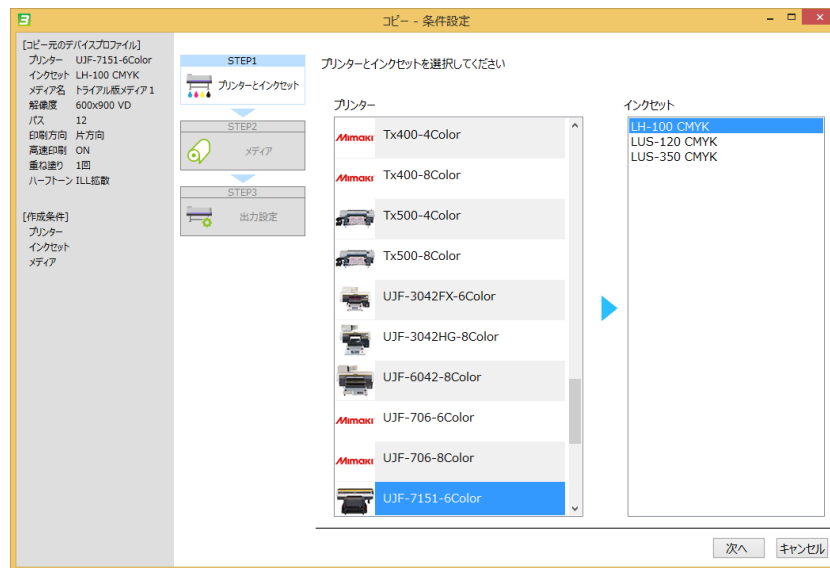 コピー - 条件設定
[コピー元のデバイスプロファイル]
プリンター UJF-7151-6Color
インクセット LH-100 CMYK
メディア名 トライアル版メディア1
解像度 600x900 VD
パス 12
印刷方向 片方向
高速印刷 ON
重ね塗り 1回
ハーフトーン ILL拡散
[作成条件]
プリンター
インクセット
メディア
STEP1
プリンターとインクセット
STEP2
メディア
STEP3
出力設定
プリンターとインクセットを選択してください
プリンター
Mimaki Tx400-4Color
Mimaki Tx400-8Color
Tx500-4Color
Tx500-8Color
UJF-3042FX-6Color
UJF-3042HG-8Color
UJF-6042-8Color
Mimaki UJF-706-6Color
Mimaki UJF-706-8Color
UJF-7151-6Color
インクセット
LH-100 CMYK
LUS-120 CMYK
LUS-350 CMYK
次へ キャンセル